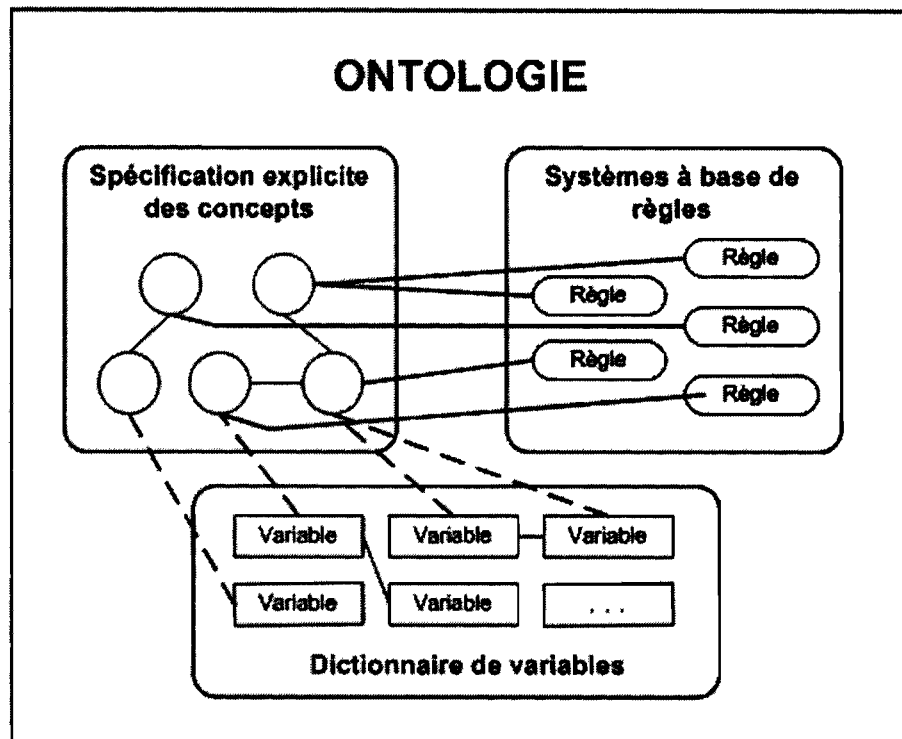 ONTOLOGIE
Spécification explicite
des concepts
Systèmes à base de
règles
Règle
Règle
Règle
Règle
Règle
Variable
Variable
Variable
Variable
Variable
. . .
Dictionnaire de variables